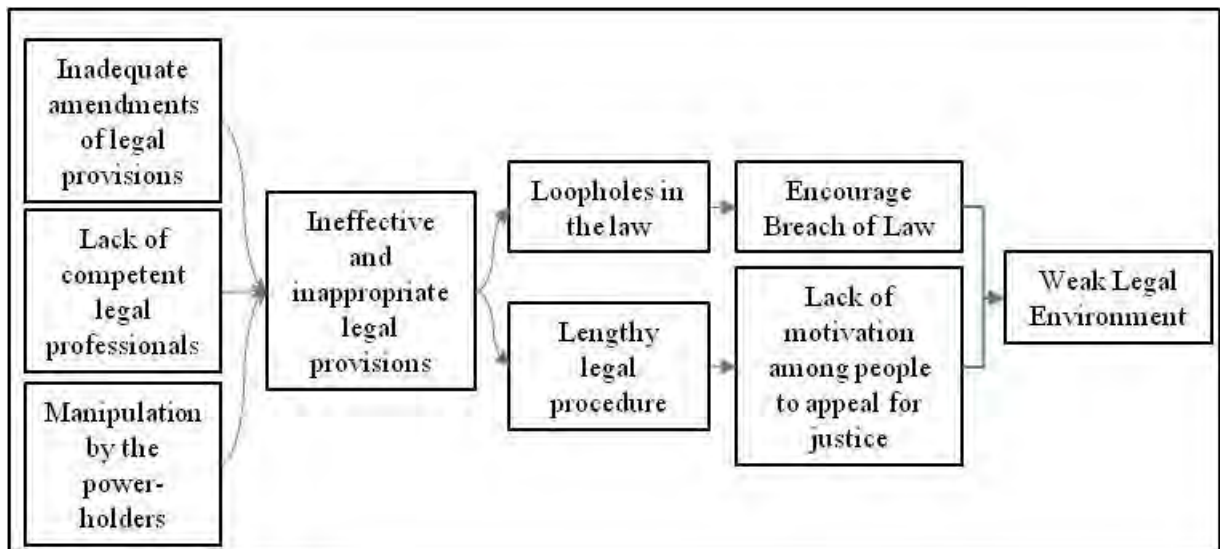 Inadequate
amendments
of legal
provisions
Lack of
competent
legal
professionals
Manipulation
by the
power-
holders
Ineffective
and
inappropriate
legal
provisions
Loopholes in
the law
Lengthy
legal
procedure
Encourage
Breach of Law
Lack of
motivation
among people
to appeal for
justice
Weak Legal
Environment